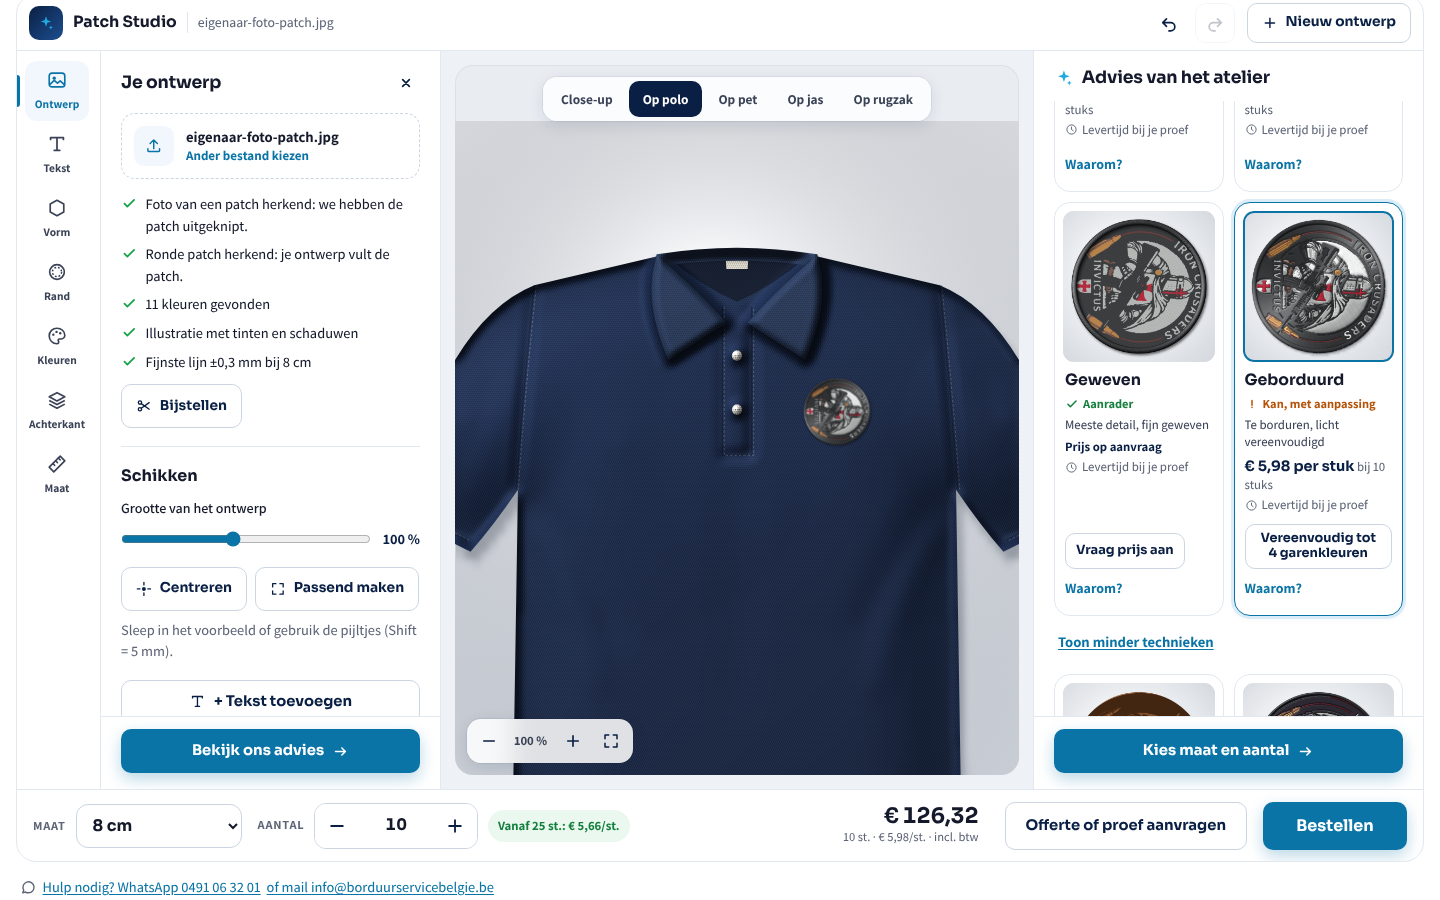 Patch Studio
eigenaar-foto-patch.jpg
Nieuw ontwerp
Ontwerp
Tekst
Vorm
Rand
Kleuren
Achterkant
Maat
Je ontwerp
eigenaar-foto-patch.jpg
Ander bestand kiezen
Foto van een patch herkend: we hebben de
patch uitgeknipt.
Ronde patch herkend: je ontwerp vult de
patch.
11 kleuren gevonden
Illustratie met tinten en schaduwen
Fijnste lijn ±0,3 mm bij 8 cm
Bijstellen
Schikken
Grootte van het ontwerp
100 %
Centreren
Passend maken
Sleep in het voorbeeld of gebruik de pijltjes (Shift
= 5 mm).
+ Tekst toevoegen
Bekijk ons advies →
Close-up
Op polo
Op pet
Op jas
Op rugzak
100 %
Advies van het atelier
stuks
Levertijd bij je proef
Waarom?
stuks
Levertijd bij je proef
Waarom?
IRON CRUSADERS
INVICTUS
Geweven
Aanrader
Meeste detail, fijn geweven
Prijs op aanvraag
Levertijd bij je proef
Vraag prijs aan
Waarom?
IRON CRUSADERS
INVICTUS
Geborduurd
! Kan, met aanpassing
Te borduren, licht
vereenvoudigd
€ 5,98 per stuk bij 10
stuks
Levertijd bij je proef
Vereenvoudig tot
4 garenkleuren
Waarom?
Toon minder technieken
Kies maat en aantal →
MAAT
8 cm
AANTAL
10
Vanaf 25 st.: € 5,66/st.
€ 126,32
10 st. · € 5,98/st. · incl. btw
Offerte of proef aanvragen
Bestellen
Hulp nodig? WhatsApp 0491 06 32 01 of mail info@borduurservicebelgie.be